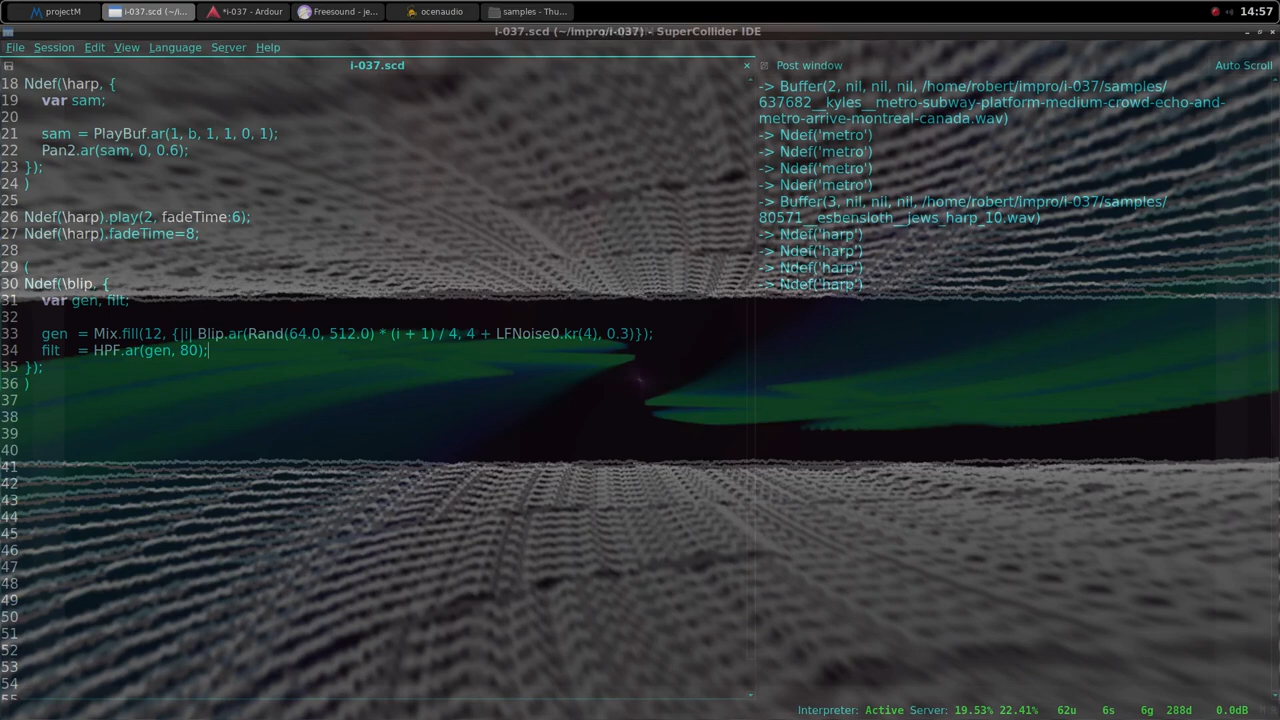 projectM
i-037.scd (~/i...
*i-037 - Ardour
Freesound - je...
ocenaudio
samples - Thu...
14:57
i-037.scd (~/impro/i-037) - SuperCollider IDE
File Session Edit View Language Server Help
i-037.scd
Post window
Auto Scroll
18 Ndef(\harp, {
19 var sam;
20
21 sam = PlayBuf.ar(1, b, 1, 1, 0, 1);
22 Pan2.ar(sam, 0, 0.6);
23 });
24 )
25
26 Ndef(\harp).play(2, fadeTime:6);
27 Ndef(\harp).fadeTime=8;
28
29 (
30 Ndef(\blip, {
31 var gen, filt;
32
33 gen = Mix.fill(12, {|i| Blip.ar(Rand(64.0, 512.0) * (i + 1) / 4, 4 + LFNoise0.kr(4), 0.3)});
34 filt = HPF.ar(gen, 80);
35 });
36 )
37
38
39
40
41
42
43
44
45
46
47
48
49
50
51
52
53
54
55
-> Buffer(2, nil, nil, nil, /home/robert/impro/i-037/samples/
637682__kyles__metro-subway-platform-medium-crowd-echo-and-
metro-arrive-montreal-canada.wav)
-> Ndef('metro')
-> Ndef('metro')
-> Ndef('metro')
-> Ndef('metro')
-> Buffer(3, nil, nil, nil, /home/robert/impro/i-037/samples/
80571__esbensloth__jews_harp_10.wav)
-> Ndef('harp')
-> Ndef('harp')
-> Ndef('harp')
-> Ndef('harp')
Interpreter: Active Server: 19.53% 22.41% 62u 6s 6g 288d 0.0dB